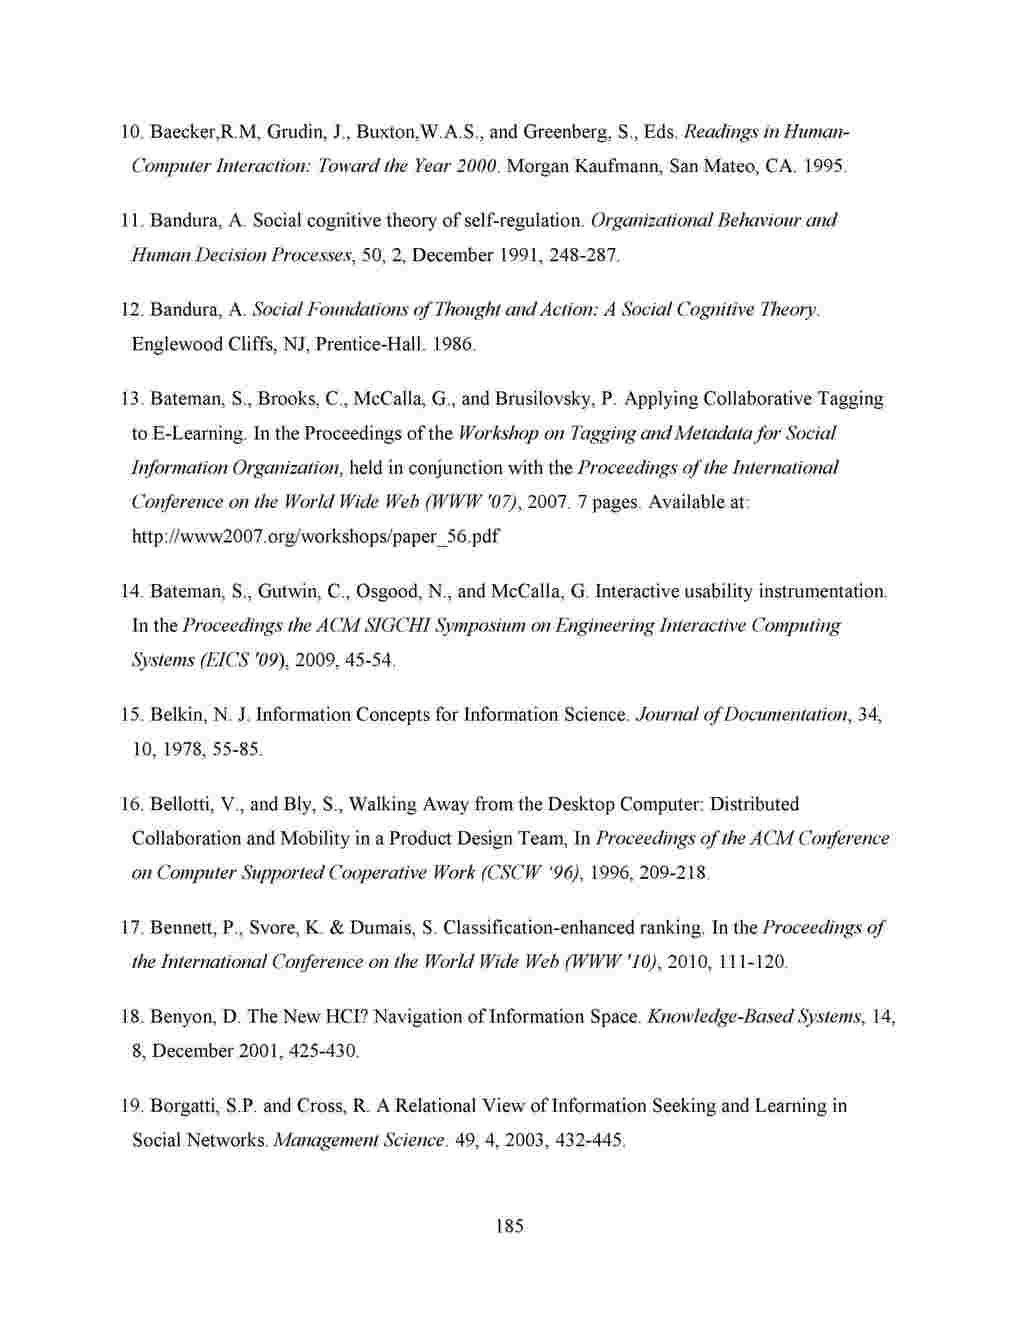 10. Baecker,R.M, Grudin, J., Buxton,W.A.S., and Greenberg, S., Eds. Readings in Human-
Computer Interaction: Toward the Year 2000. Morgan Kaufmann, San Mateo, CA. 1995.
11. Bandura, A. Social cognitive theory of self-regulation. Organizational Behaviour and
Human Decision Processes, 50, 2, December 1991, 248-287.
12. Bandura, A. Social Foundations of Thought and Action: A Social Cognitive Theory.
Englewood Cliffs, NJ, Prentice-Hall. 1986.
13. Bateman, S., Brooks, C., McCalla, G., and Brusilovsky, P. Applying Collaborative Tagging
to E-Learning. In the Proceedings of the Workshop on Tagging and Metadata for Social
Information Organization, held in conjunction with the Proceedings of the International
Conference on the World Wide Web (WWW '07), 2007. 7 pages. Available at:
http://www2007.org/workshops/paper_56.pdf
14. Bateman, S., Gutwin, C., Osgood, N., and McCalla, G. Interactive usability instrumentation.
In the Proceedings the ACM SIGCHI Symposium on Engineering Interactive Computing
Systems (EICS '09), 2009, 45-54.
15. Belkin, N. J. Information Concepts for Information Science. Journal of Documentation, 34,
10, 1978, 55-85.
16. Bellotti, V., and Bly, S., Walking Away from the Desktop Computer: Distributed
Collaboration and Mobility in a Product Design Team, In Proceedings of the ACM Conference
on Computer Supported Cooperative Work (CSCW ‘96), 1996, 209-218.
17. Bennett, P., Svore, K. & Dumais, S. Classification-enhanced ranking. In the Proceedings of
the International Conference on the World Wide Web (WWW '10), 2010, 111-120.
18. Benyon, D. The New HCI? Navigation of Information Space. Knowledge-Based Systems, 14,
8, December 2001, 425-430.
19. Borgatti, S.P. and Cross, R. A Relational View of Information Seeking and Learning in
Social Networks. Management Science. 49, 4, 2003, 432-445.
185